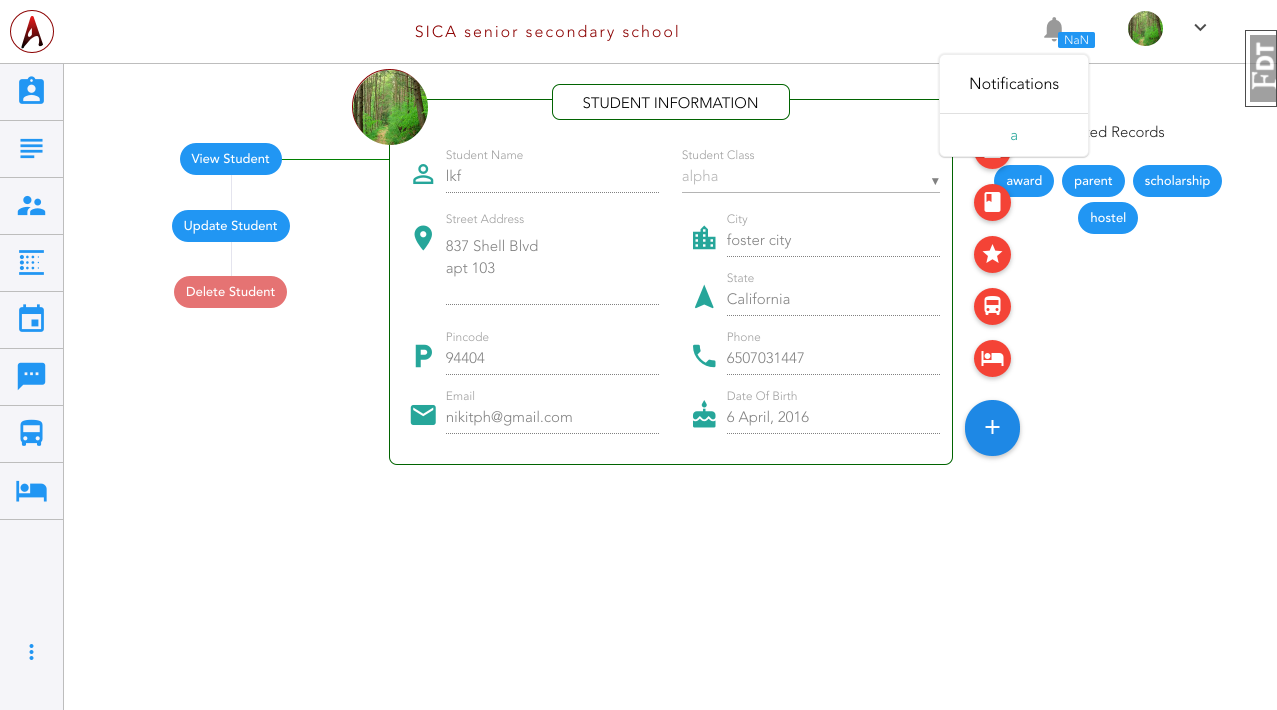 SICA senior secondary school
NaN
FDT
Notifications
a
STUDENT INFORMATION
ed Records
View Student
Update Student
Delete Student
Student Name
lkf
Student Class
alpha
Street Address
837 Shell Blvd
apt 103
City
foster city
State
California
Pincode
94404
Phone
6507031447
Email
nikitph@gmail.com
Date Of Birth
6 April, 2016
award
parent
scholarship
hostel